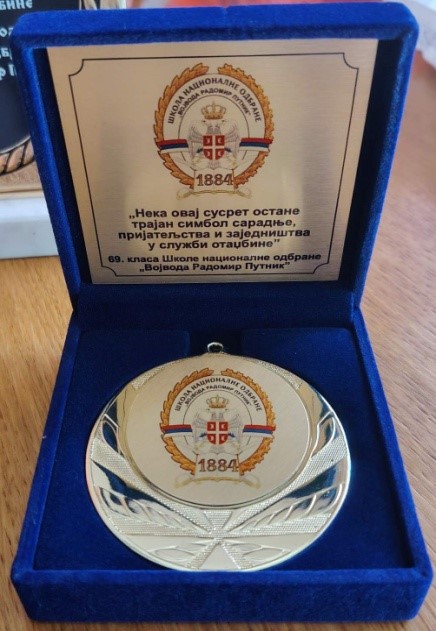 ШКОЛА НАЦИОНАЛНЕ ОДБРАНЕ
"ВОЈВОДА РАДОМИР ПУТНИК"
1884
„Нека овај сусрет остане
трајан симбол сарадње,
пријатељства и заједништва
у служби отаџбине”
69. класа Школе националне одбране
„Војвода Радомир Путник”
ШКОЛА НАЦИОНАЛНЕ ОДБРАНЕ
"ВОЈВОДА РАДОМИР ПУТНИК"
1884